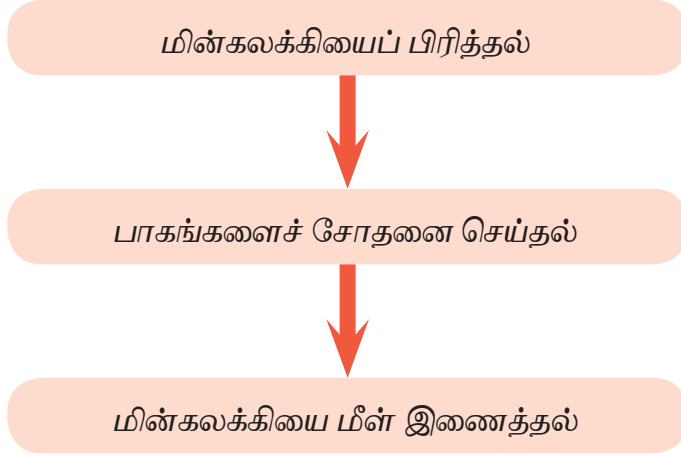 மின்கலக்கியைப் பிரித்தல்
பாகங்களைச் சோதனை செய்தல்
மின்கலக்கியை மீள் இணைத்தல்